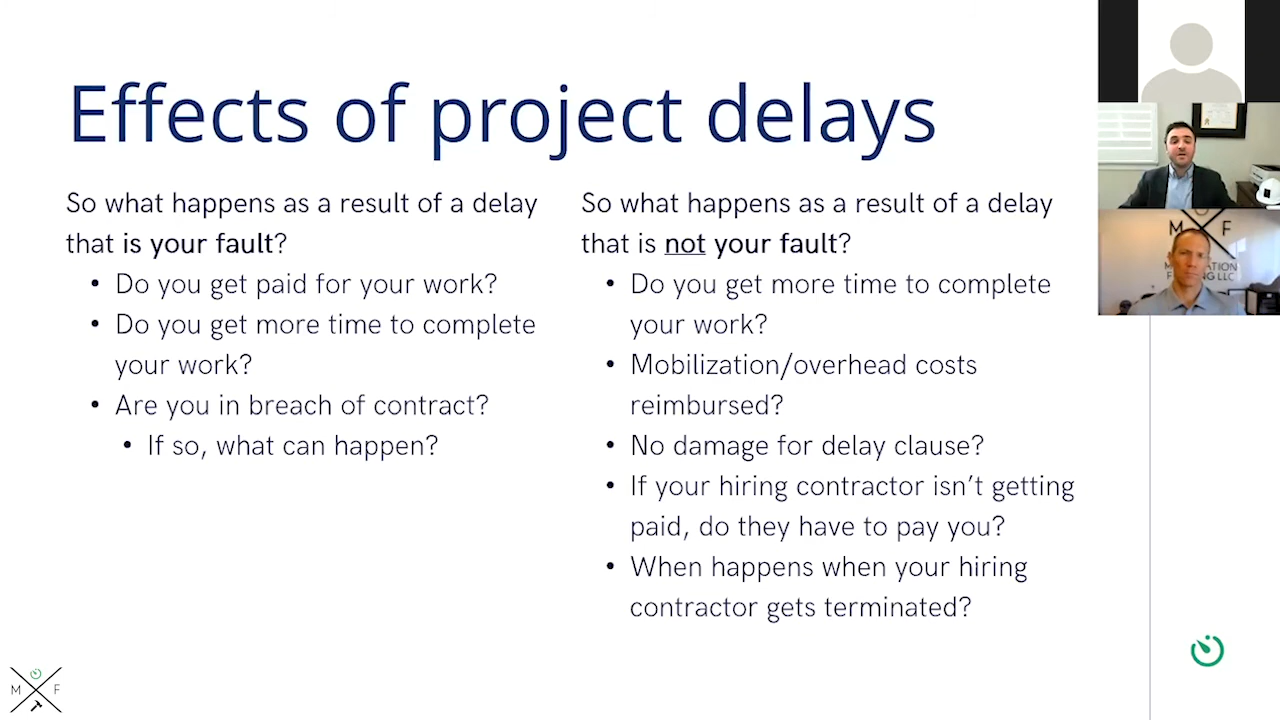 Effects of project delays
So what happens as a result of a delay
that is your fault?
• Do you get paid for your work?
• Do you get more time to complete
your work?
• Are you in breach of contract?
• If so, what can happen?
So what happens as a result of a delay
that is not your fault?
• Do you get more time to complete
your work?
• Mobilization/overhead costs
reimbursed?
• No damage for delay clause?
• If your hiring contractor isn’t getting
paid, do they have to pay you?
• When happens when your hiring
contractor gets terminated?
M F
LLC
M F